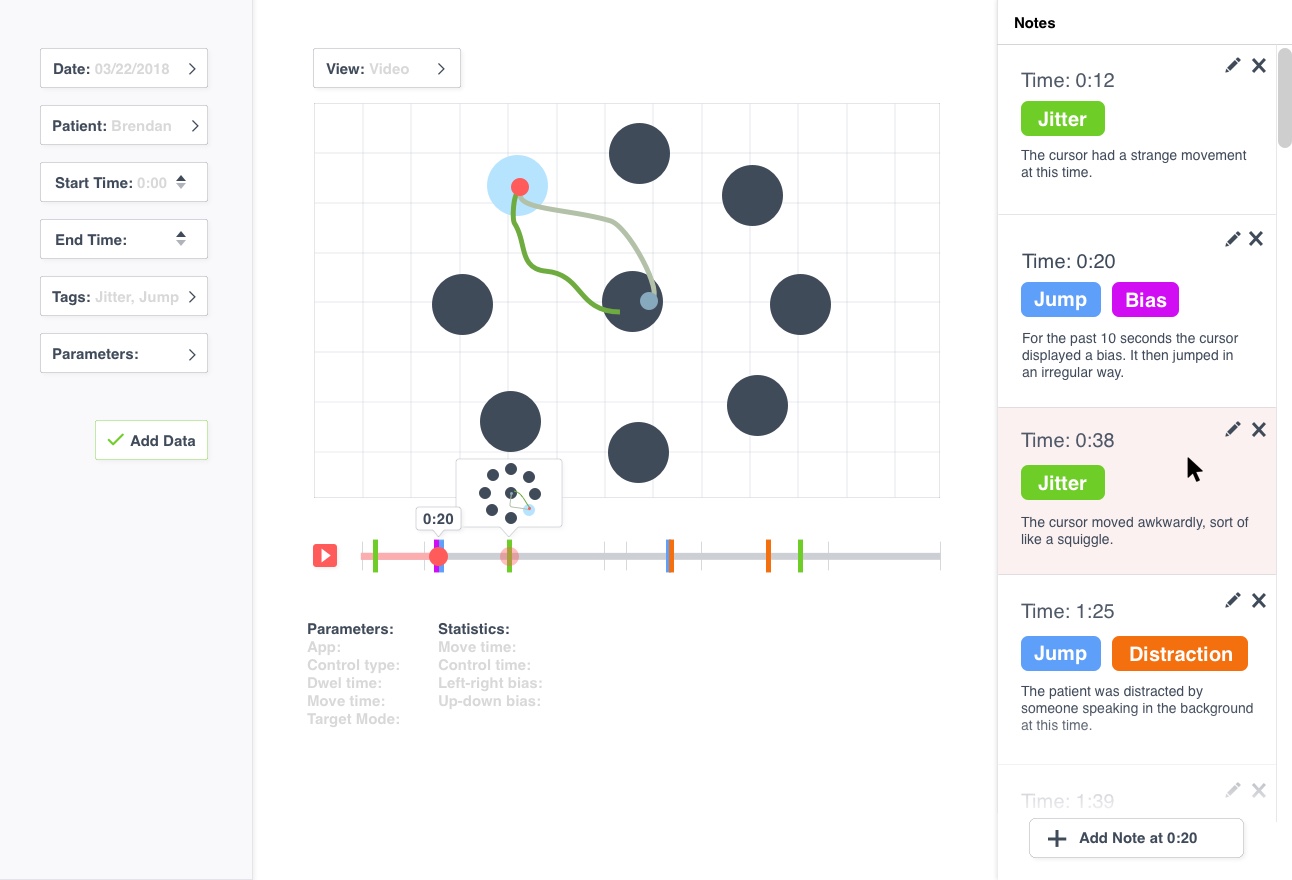 Date: 03/22/2018
Patient: Brendan
Start Time: 0:00
End Time:
Tags: Jitter, Jump
Parameters:
Add Data
View: Video
0:20
Parameters:
App:
Control type:
Dwel time:
Move time:
Target Mode:
Statistics:
Move time:
Control time:
Left-right bias:
Up-down bias:
Notes
Time: 0:12
Jitter
The cursor had a strange movement
at this time.
Time: 0:20
Jump Bias
For the past 10 seconds the cursor
displayed a bias. It then jumped in
an irregular way.
Time: 0:38
Jitter
The cursor moved awkwardly, sort of
like a squiggle.
Time: 1:25
Jump Distraction
The patient was distracted by
someone speaking in the background
at this time.
Time: 1:39
Add Note at 0:20